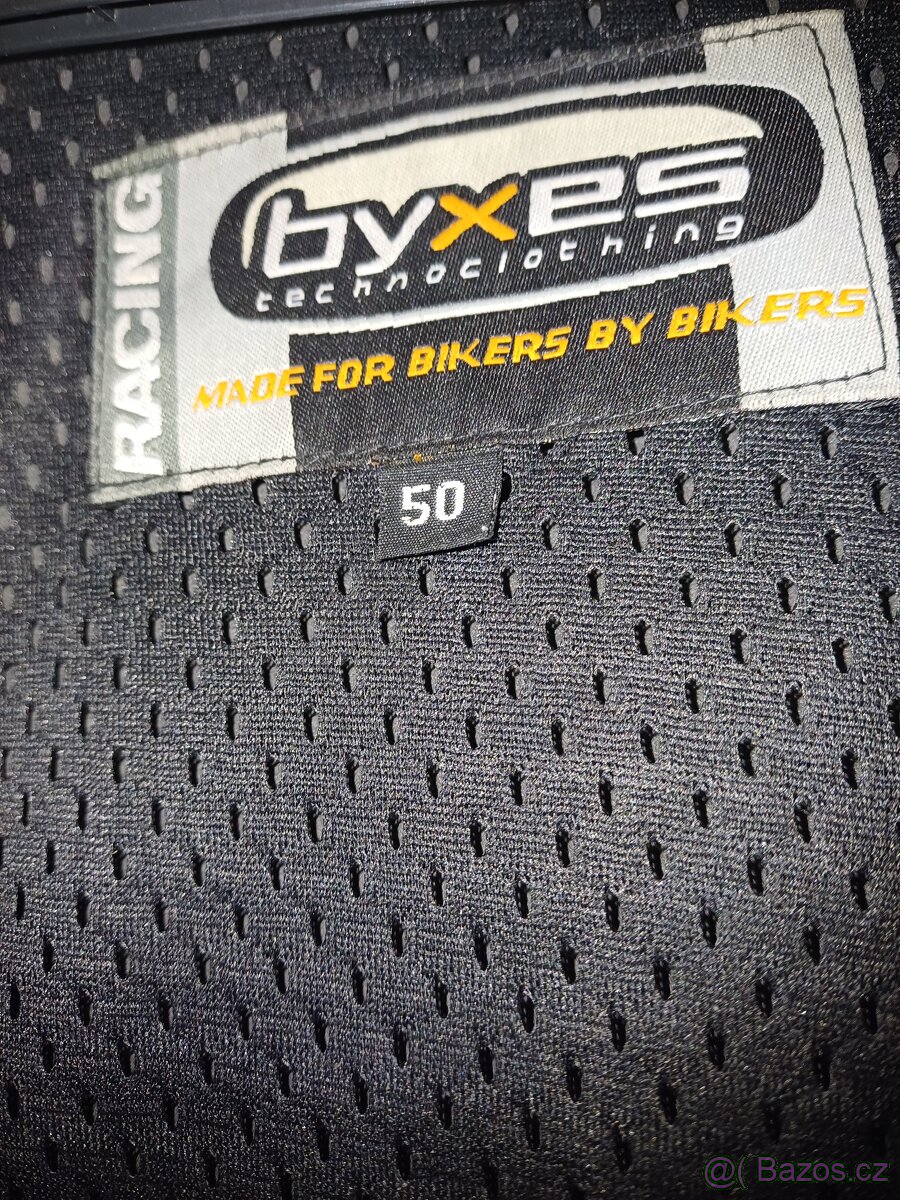 RACING
byxes
technoclothing
MADE FOR BIKERS BY BIKERS
50
@( Bazos.cz